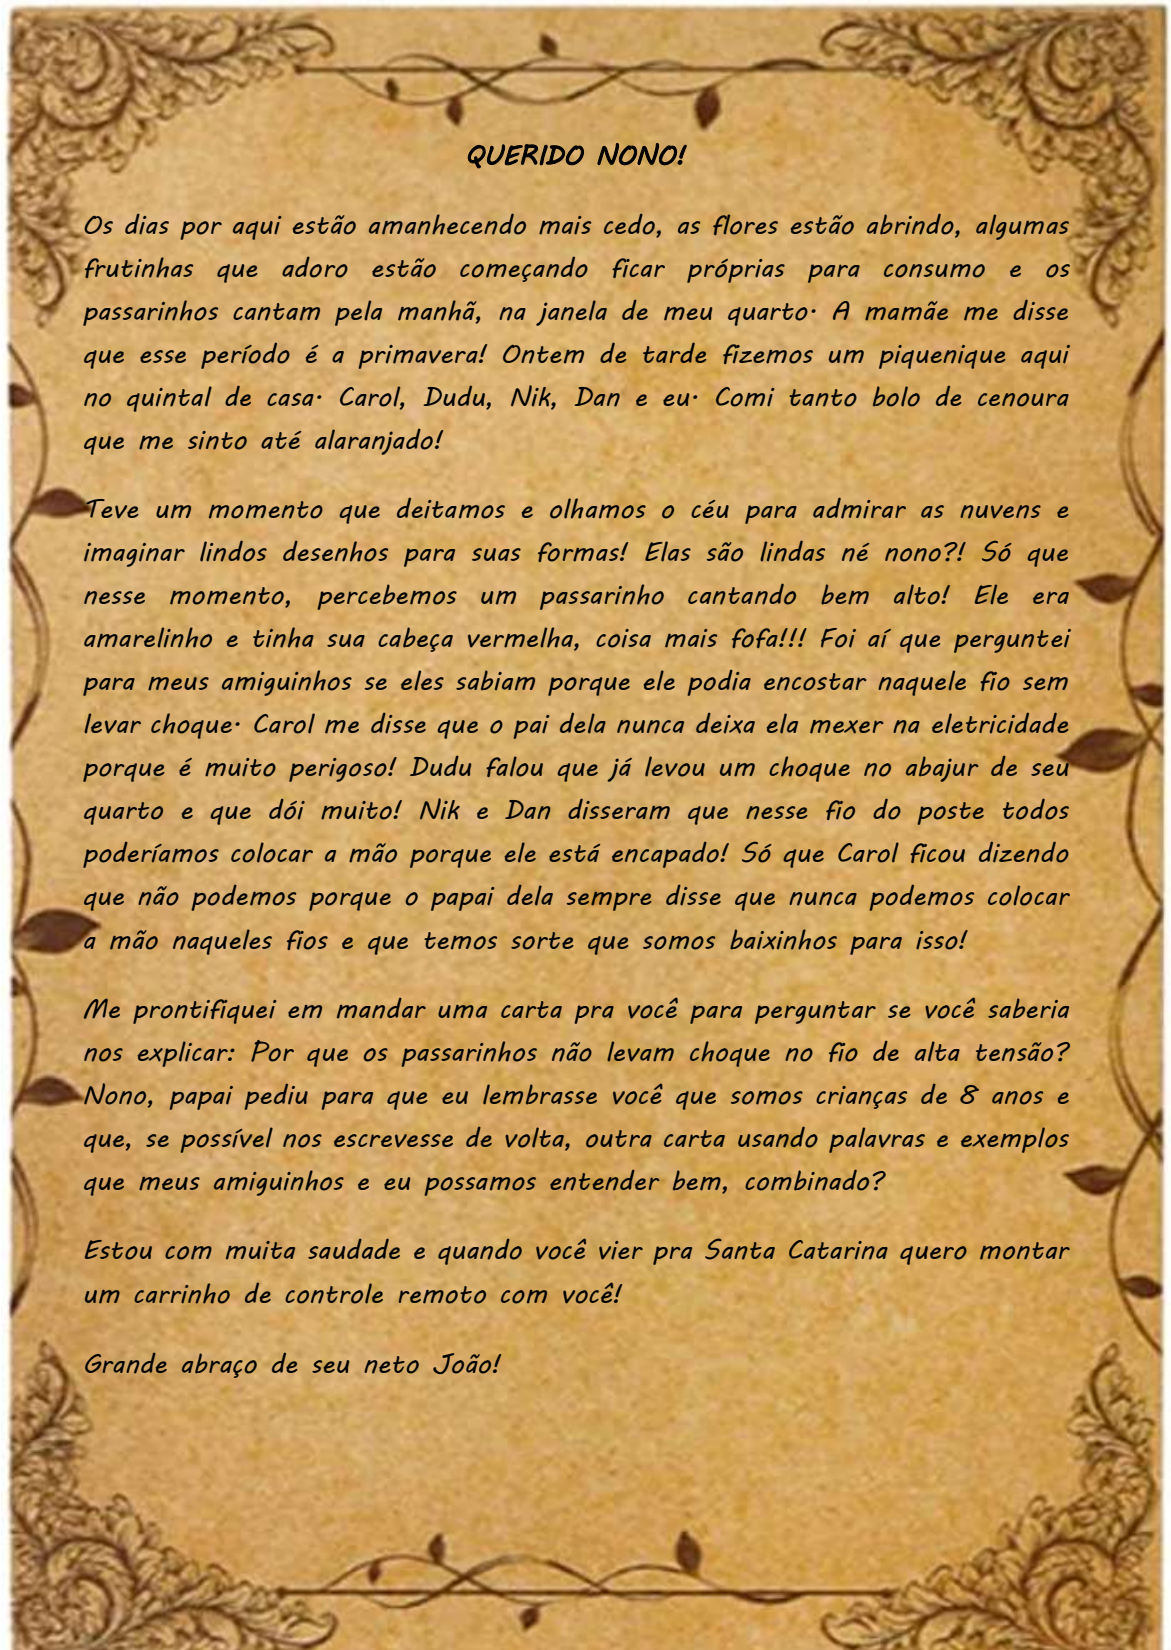 QUERIDO NONO!
Os dias por aqui estão amanhecendo mais cedo, as flores estão abrindo, algumas
frutinhas que adoro estão começando ficar próprias para consumo e os
passarinhos cantam pela manhã, na janela de meu quarto. A mamãe me disse
que esse período é a primavera! Ontem de tarde fizemos um piquenique aqui
no quintal de casa. Carol, Dudu, Nik, Dan e eu. Comi tanto bolo de cenoura
que me sinto até alaranjado!
Teve um momento que deitamos e olhamos o céu para admirar as nuvens e
imaginar lindos desenhos para suas formas! Elas são lindas né nono?! Só que
nesse momento, percebemos um passarinho cantando bem alto! Ele era
amarelinho e tinha sua cabeça vermelha, coisa mais fofa!!! Foi aí que perguntei
para meus amiguinhos se eles sabiam porque ele podia encostar naquele fio sem
levar choque. Carol me disse que o pai dela nunca deixa ela mexer na eletricidade
porque é muito perigoso! Dudu falou que já levou um choque no abajur de seu
quarto e que dói muito! Nik e Dan disseram que nesse fio do poste todos
poderíamos colocar a mão porque ele está encapado! Só que Carol ficou dizendo
que não podemos porque o papai dela sempre disse que nunca podemos colocar
a mão naqueles fios e que temos sorte que somos baixinhos para isso!
Me prontifiquei em mandar uma carta pra você para perguntar se você saberia
nos explicar: Por que os passarinhos não levam choque no fio de alta tensão?
Nono, papai pediu para que eu lembrasse você que somos crianças de 8 anos e
que, se possível nos escrevesse de volta, outra carta usando palavras e exemplos
que meus amiguinhos e eu possamos entender bem, combinado?
Estou com muita saudade e quando você vier pra Santa Catarina quero montar
um carrinho de controle remoto com você!
Grande abraço de seu neto João!